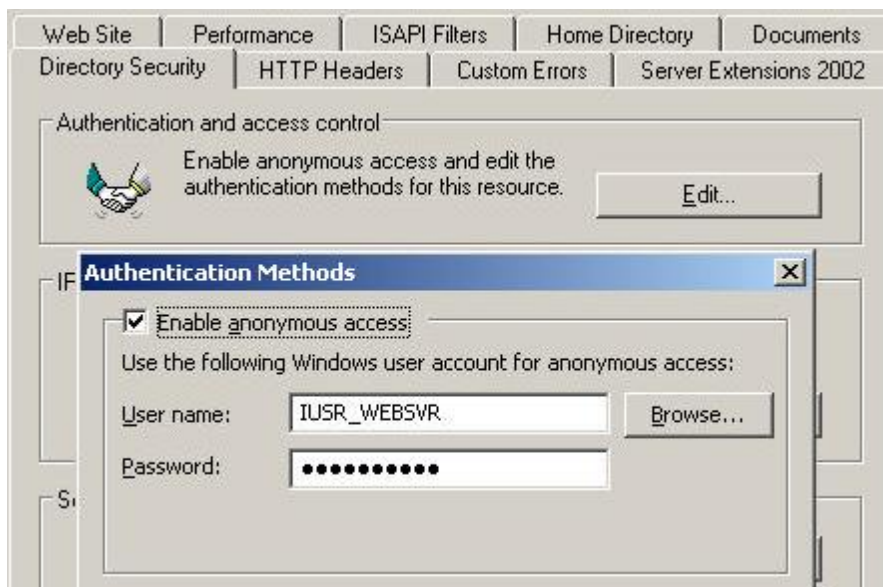 Web Site Performance ISAPI Filters Home Directory Documents
Directory Security HTTP Headers Custom Errors Server Extensions 2002
Authentication and access control
Enable anonymous access and edit the
authentication methods for this resource.
Edit...
IF
Authentication Methods
Enable anonymous access
Use the following Windows user account for anonymous access:
User name: IUSR_WEBSVR Browse...
Password: ●●●●●●●●●●